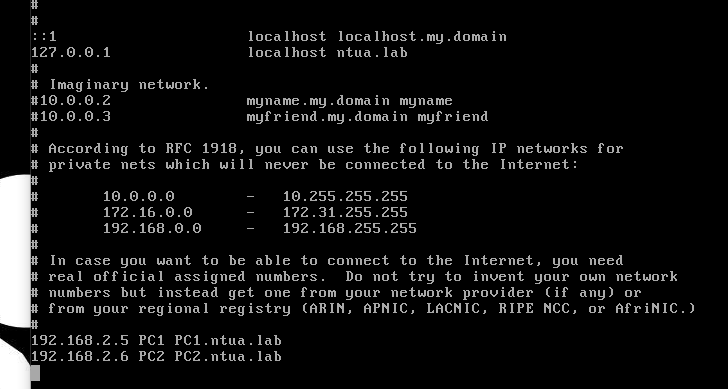 #
#
::1                     localhost localhost.my.domain
127.0.0.1               localhost ntua.lab
#
# Imaginary network.
#10.0.0.2               myname.my.domain myname
#10.0.0.3               myfriend.my.domain myfriend
#
# According to RFC 1918, you can use the following IP networks for
# private nets which will never be connected to the Internet:
#
#       10.0.0.0        -   10.255.255.255
#       172.16.0.0      -   172.31.255.255
#       192.168.0.0     -   192.168.255.255
#
# In case you want to be able to connect to the Internet, you need
# real official assigned numbers.  Do not try to invent your own network
# numbers but instead get one from your network provider (if any) or
# from your regional registry (ARIN, APNIC, LACNIC, RIPE NCC, or AfriNIC.)
#
192.168.2.5 PC1 PC1.ntua.lab
192.168.2.6 PC2 PC2.ntua.lab